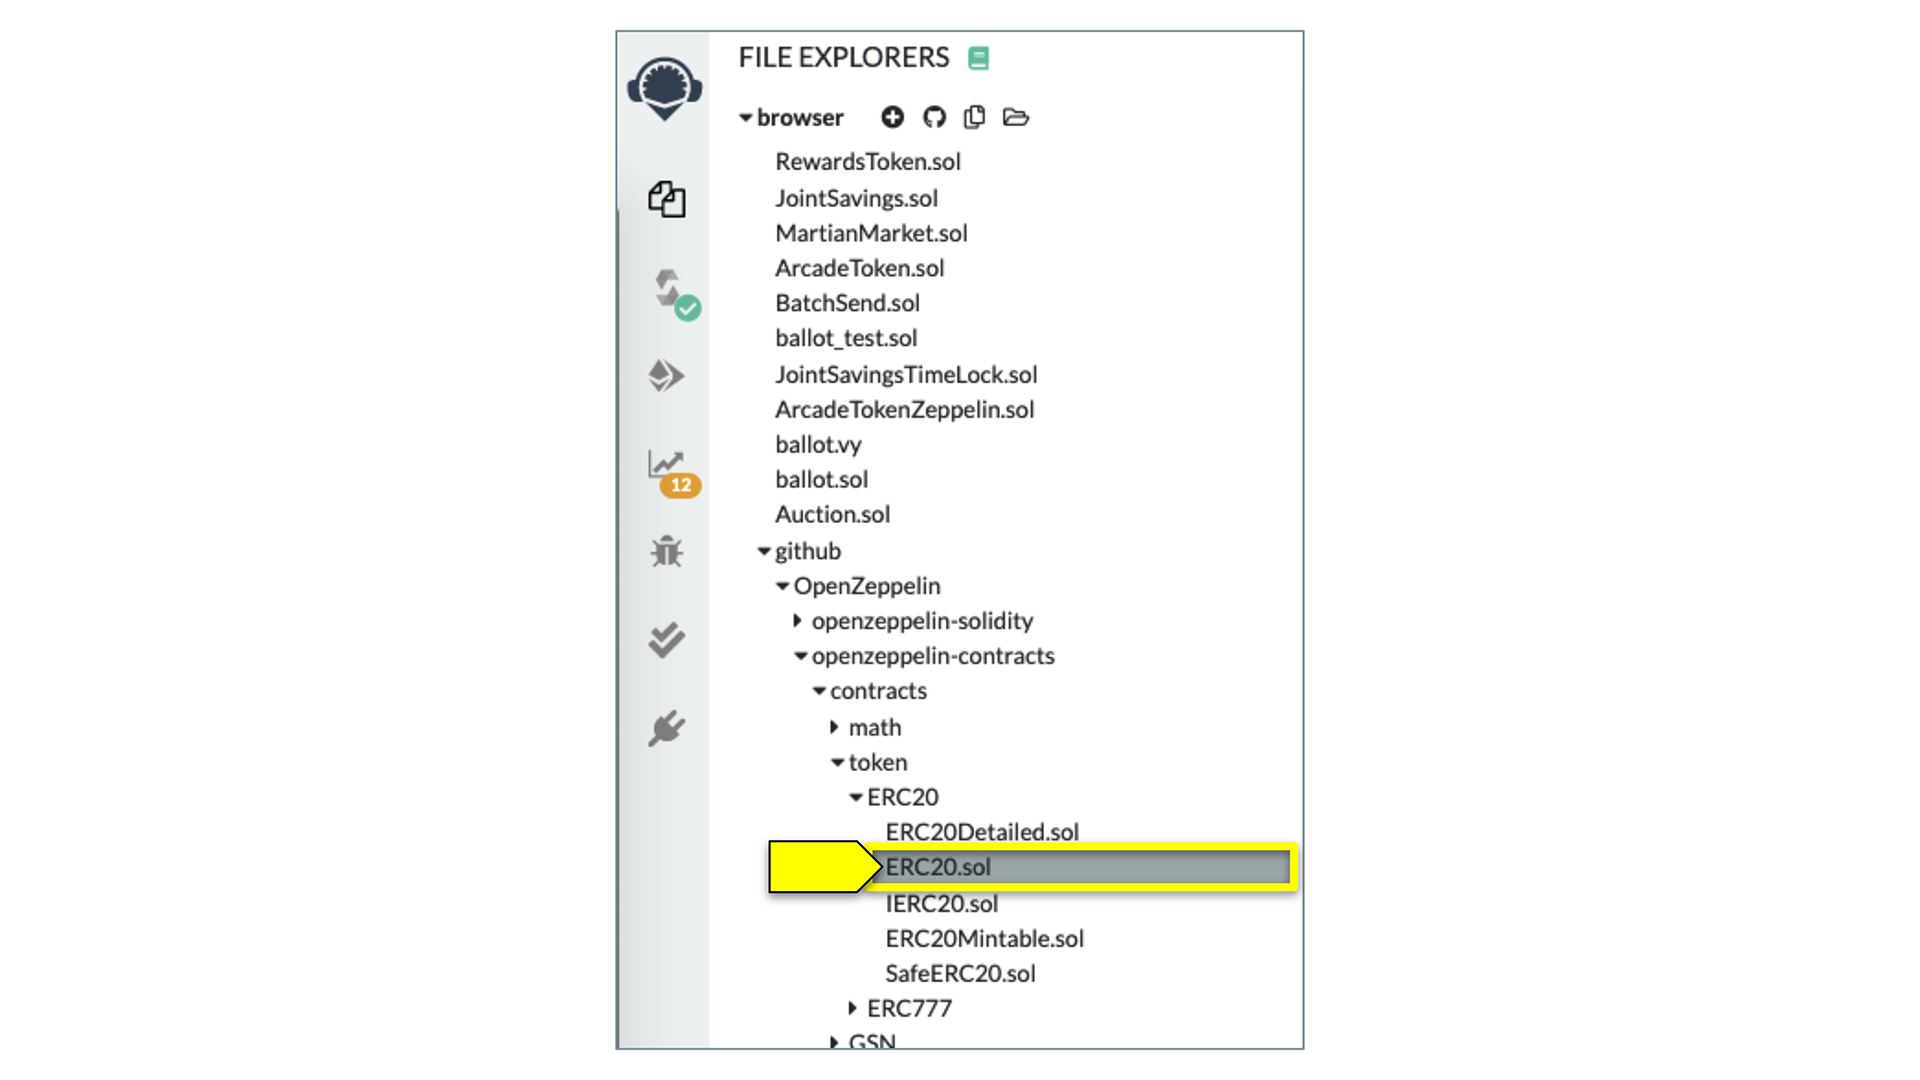 FILE EXPLORERS
browser
RewardsToken.sol
JointSavings.sol
MartianMarket.sol
ArcadeToken.sol
BatchSend.sol
ballot_test.sol
JointSavingsTimeLock.sol
ArcadeTokenZeppelin.sol
ballot.vy
ballot.sol
12
Auction.sol
github
OpenZeppelin
openzeppelin-solidity
openzeppelin-contracts
contracts
math
token
ERC20
ERC20Detailed.sol
ERC20.sol
IERC20.sol
ERC20Mintable.sol
SafeERC20.sol
ERC777
GSN